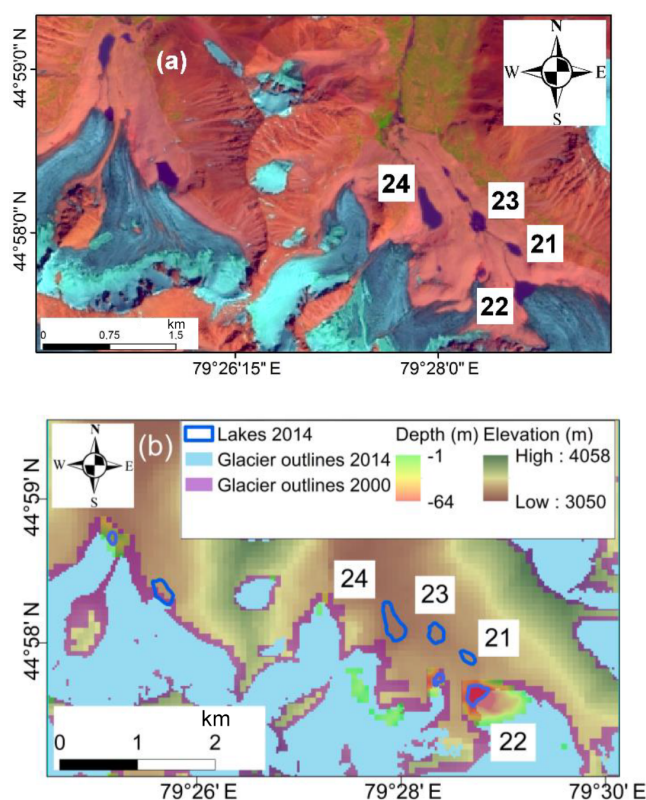 N
W E
S
(a)
44°59'0" N
44°58'0" N
24
23
21
22
km
0 0,75 1,5
79°26'15" E 79°28'0" E
N
W E
S
(b)
Lakes 2014
Glacier outlines 2014
Glacier outlines 2000
Depth (m)
-1
-64
Elevation (m)
High : 4058
Low : 3050
44°59' N
44°58' N
24
23
21
22
km
0 1 2
79°26' E 79°28' E 79°30' E